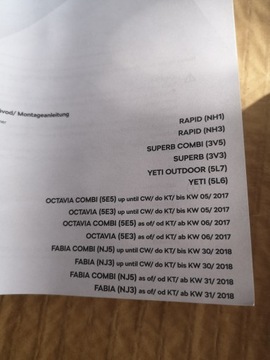 ávod/ Montageanleitung
RAPID (NH1)
RAPID (NH3)
SUPERB COMBI (3V5)
SUPERB (3V3)
YETI OUTDOOR (5L7)
YETI (5L6)
OCTAVIA COMBI (5E5) up until CW/ do KT/ bis KW 05/ 2017
OCTAVIA (5E3) up until CW/ do KT/ bis KW 05/ 2017
OCTAVIA COMBI (5E5) as of/ od KT/ ab KW 06/ 2017
OCTAVIA (5E3) as of/ od KT/ ab KW 06/ 2017
FABIA COMBI (NJ5) up until CW/ do KT/ bis KW 30/ 2018
FABIA (NJ3) up until CW/ do KT/ bis KW 30/ 2018
FABIA COMBI (NJ5) as of/ od KT/ ab KW 31/ 2018
FABIA (NJ3) as of/ od KT/ ab KW 31/ 2018